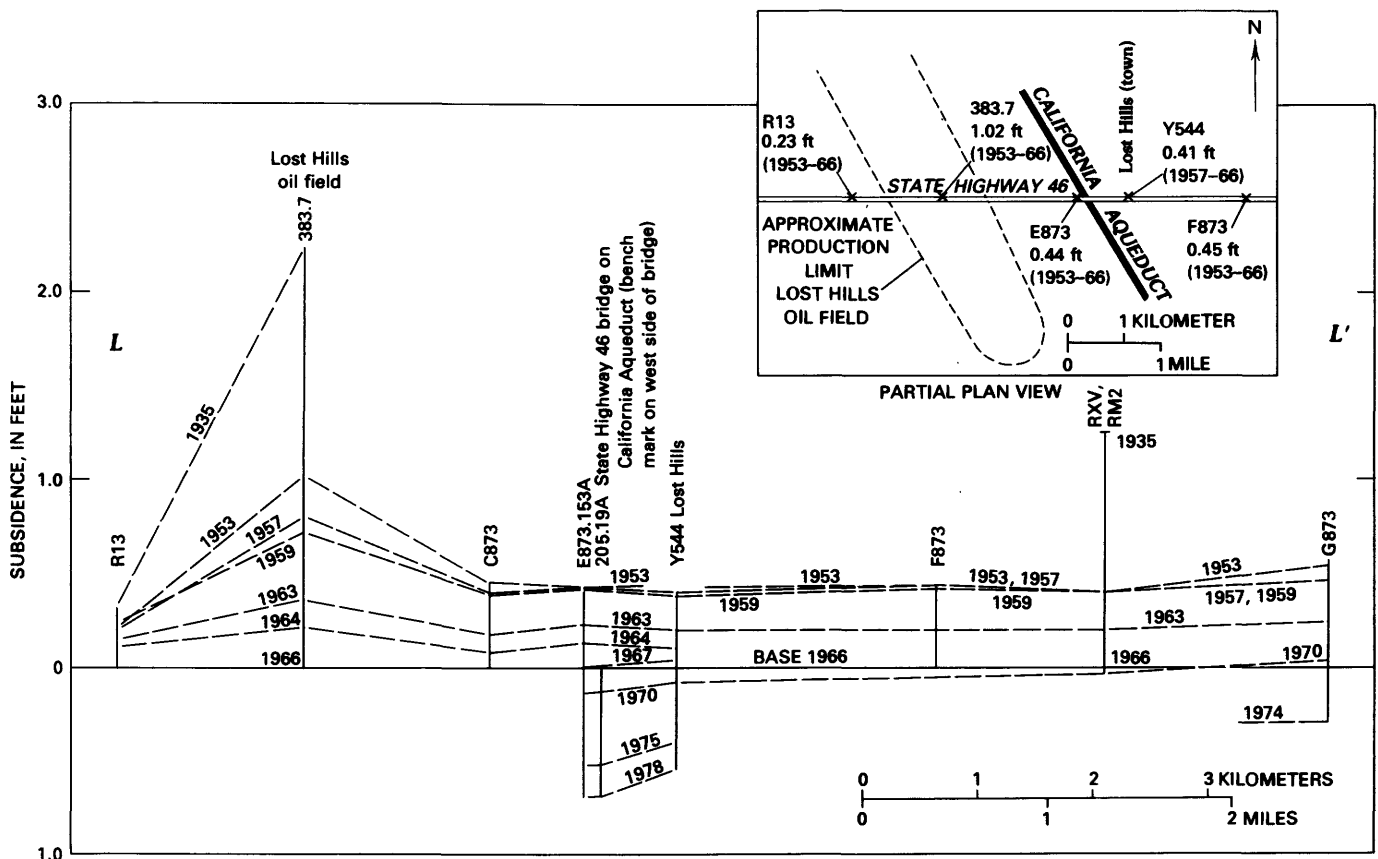 3.0
2.0
1.0
0
1.0
SUBSIDENCE, IN FEET
L
L'
R13
Lost Hills
oil field
383.7
C873
E873.153A
205.19A State Highway 46 bridge on
California Aqueduct (bench
mark on west side of bridge)
Y544 Lost Hills
F873
RXV,
RM2
G873
1935
1953
1957
1959
1963
1964
1966
1953
1963
1964
1967
1970
1975
1978
1953
1959
BASE 1966
1953, 1957
1959
1935
1966
1953
1957, 1959
1963
1970
1974
0 1 2 3 KILOMETERS
0 1 2 MILES
N
R13
0.23 ft
(1953–66)
383.7
1.02 ft
(1953–66)
CALIFORNIA
AQUEDUCT
Lost Hills (town)
Y544
0.41 ft
(1957–66)
STATE HIGHWAY 46
APPROXIMATE
PRODUCTION
LIMIT
LOST HILLS
OIL FIELD
E873
0.44 ft
(1953–66)
F873
0.45 ft
(1953–66)
0 1 KILOMETER
0 1 MILE
PARTIAL PLAN VIEW